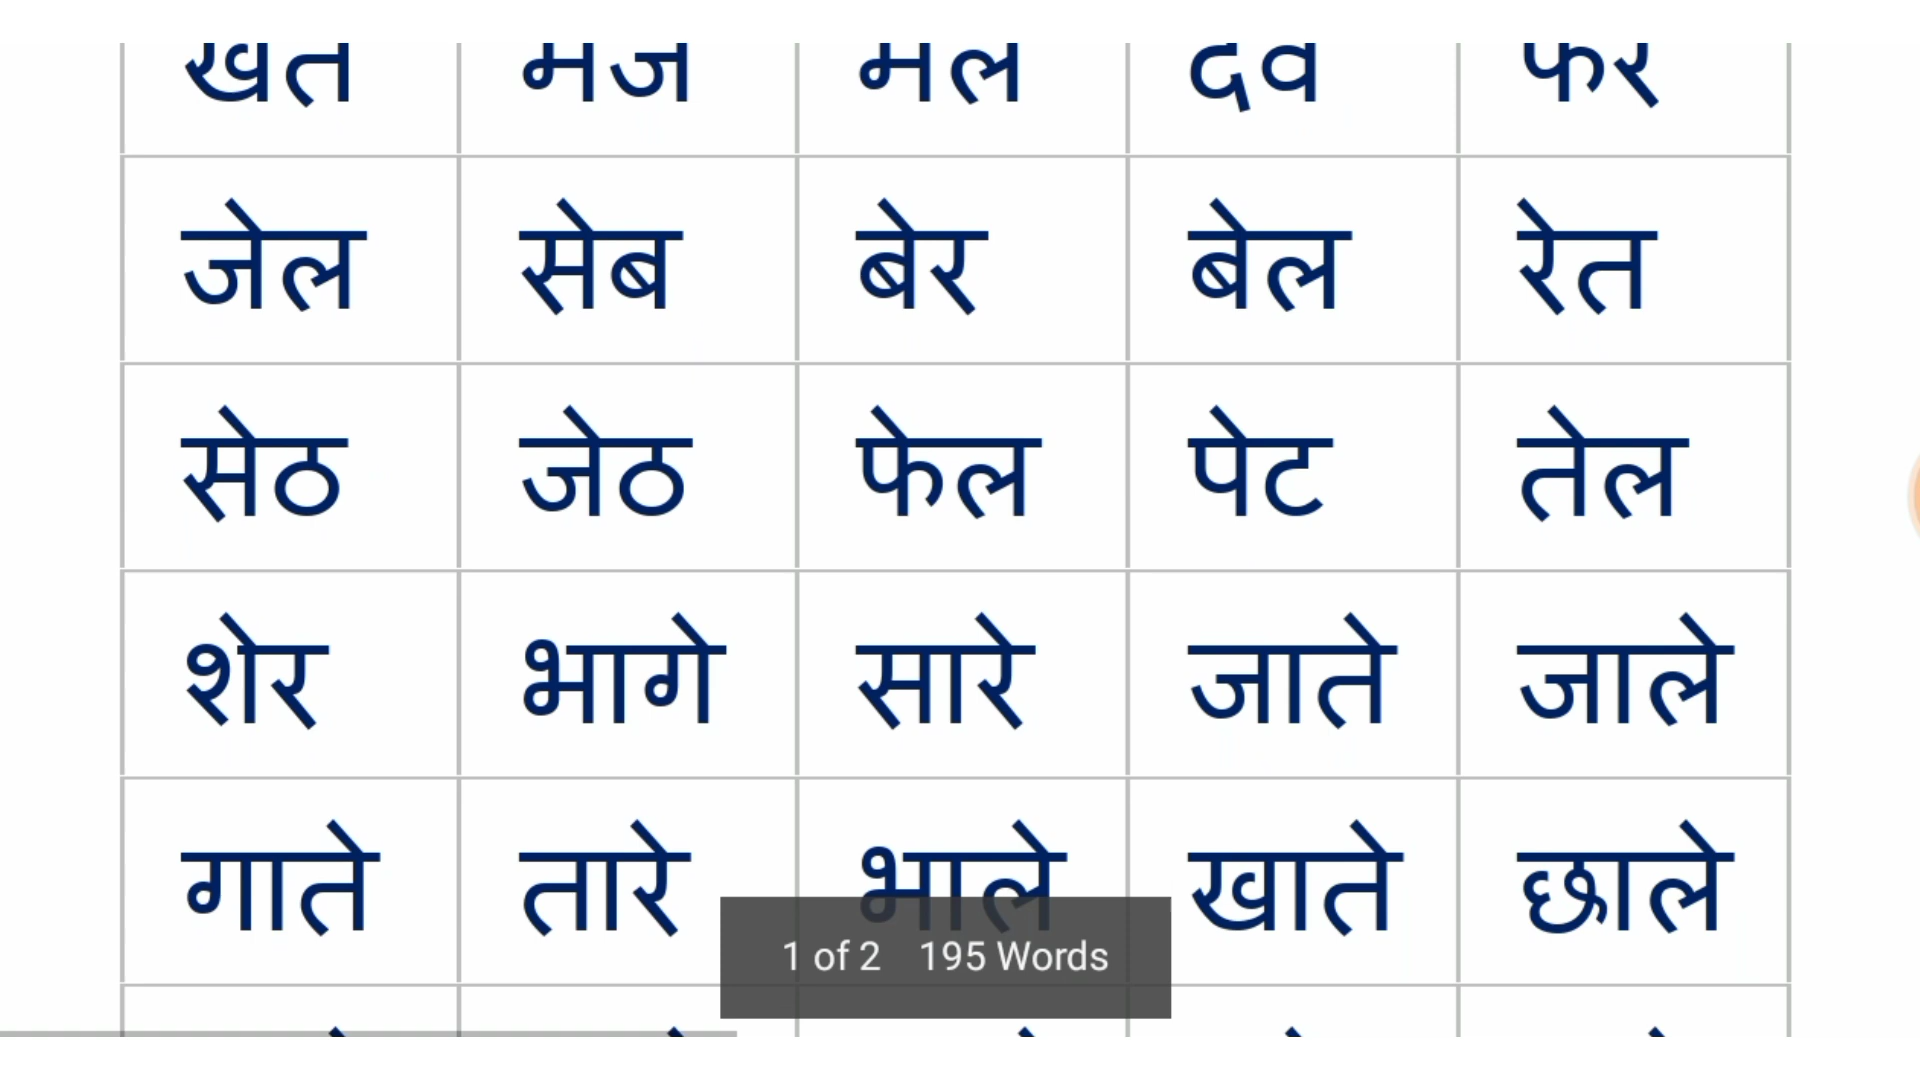 जेल सेब बेर बेल रेत
सेठ जेठ फेल पेट तेल
शेर भागे सारे जाते जाले
गाते तारे भाले खाते छाले
1 of 2 195 Words